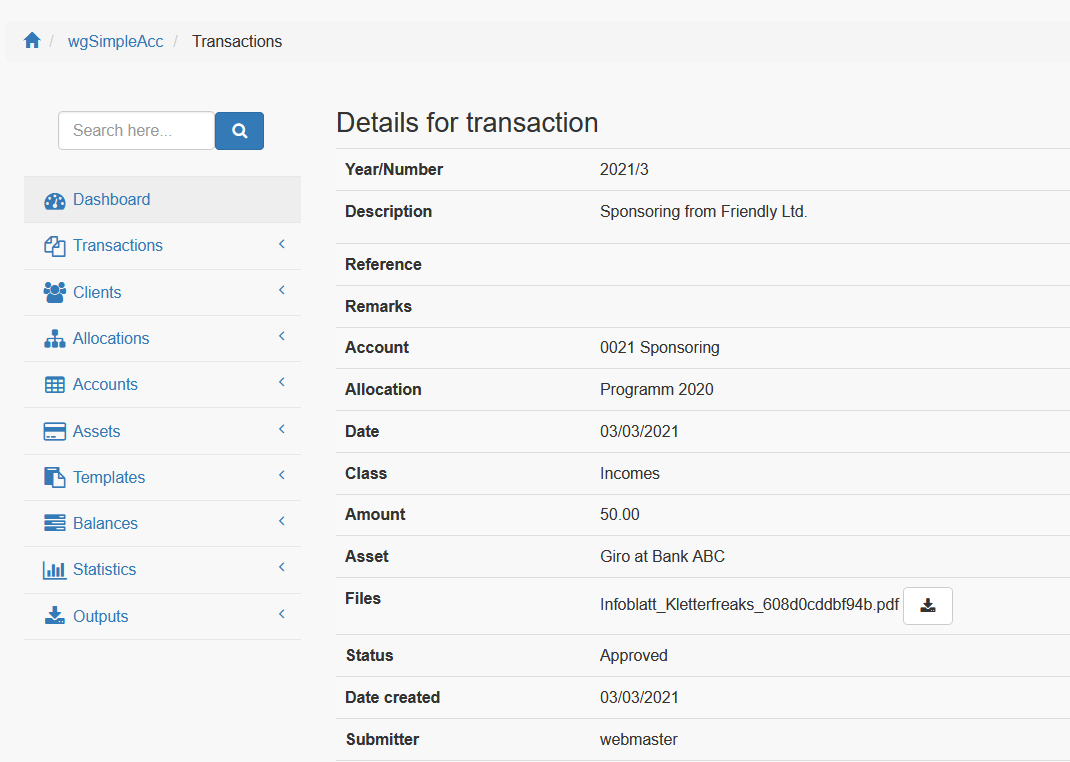 / wgSimpleAcc / Transactions
Search here...
Dashboard
Transactions
Clients
Allocations
Accounts
Assets
Templates
Balances
Statistics
Outputs
Details for transaction
Year/Number 2021/3
Description Sponsoring from Friendly Ltd.
Reference
Remarks
Account 0021 Sponsoring
Allocation Programm 2020
Date 03/03/2021
Class Incomes
Amount 50.00
Asset Giro at Bank ABC
Files Infoblatt_Kletterfreaks_608d0cddbf94b.pdf
Status Approved
Date created 03/03/2021
Submitter webmaster